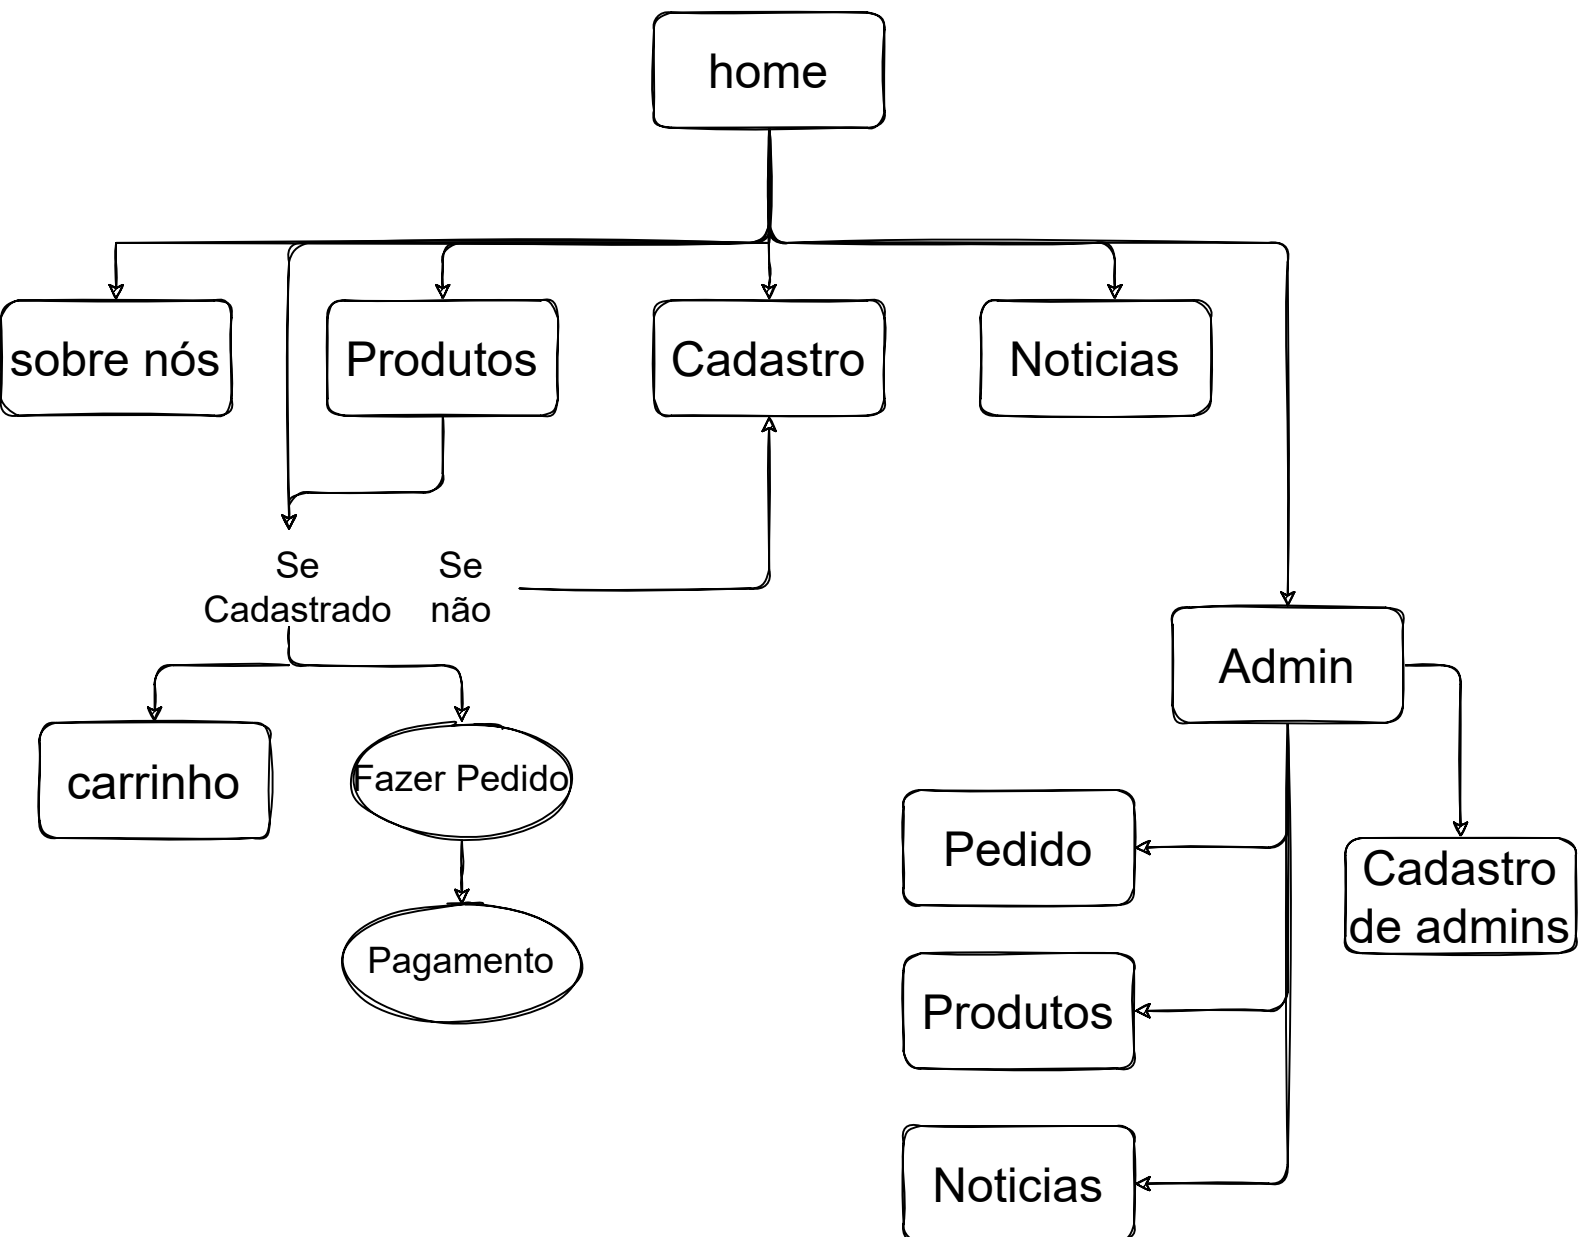 home
sobre nós
Produtos
Cadastro
Noticias
Se
Cadastrado
Se
não
Admin
carrinho
Fazer Pedido
Pedido
Cadastro
de admins
Pagamento
Produtos
Noticias